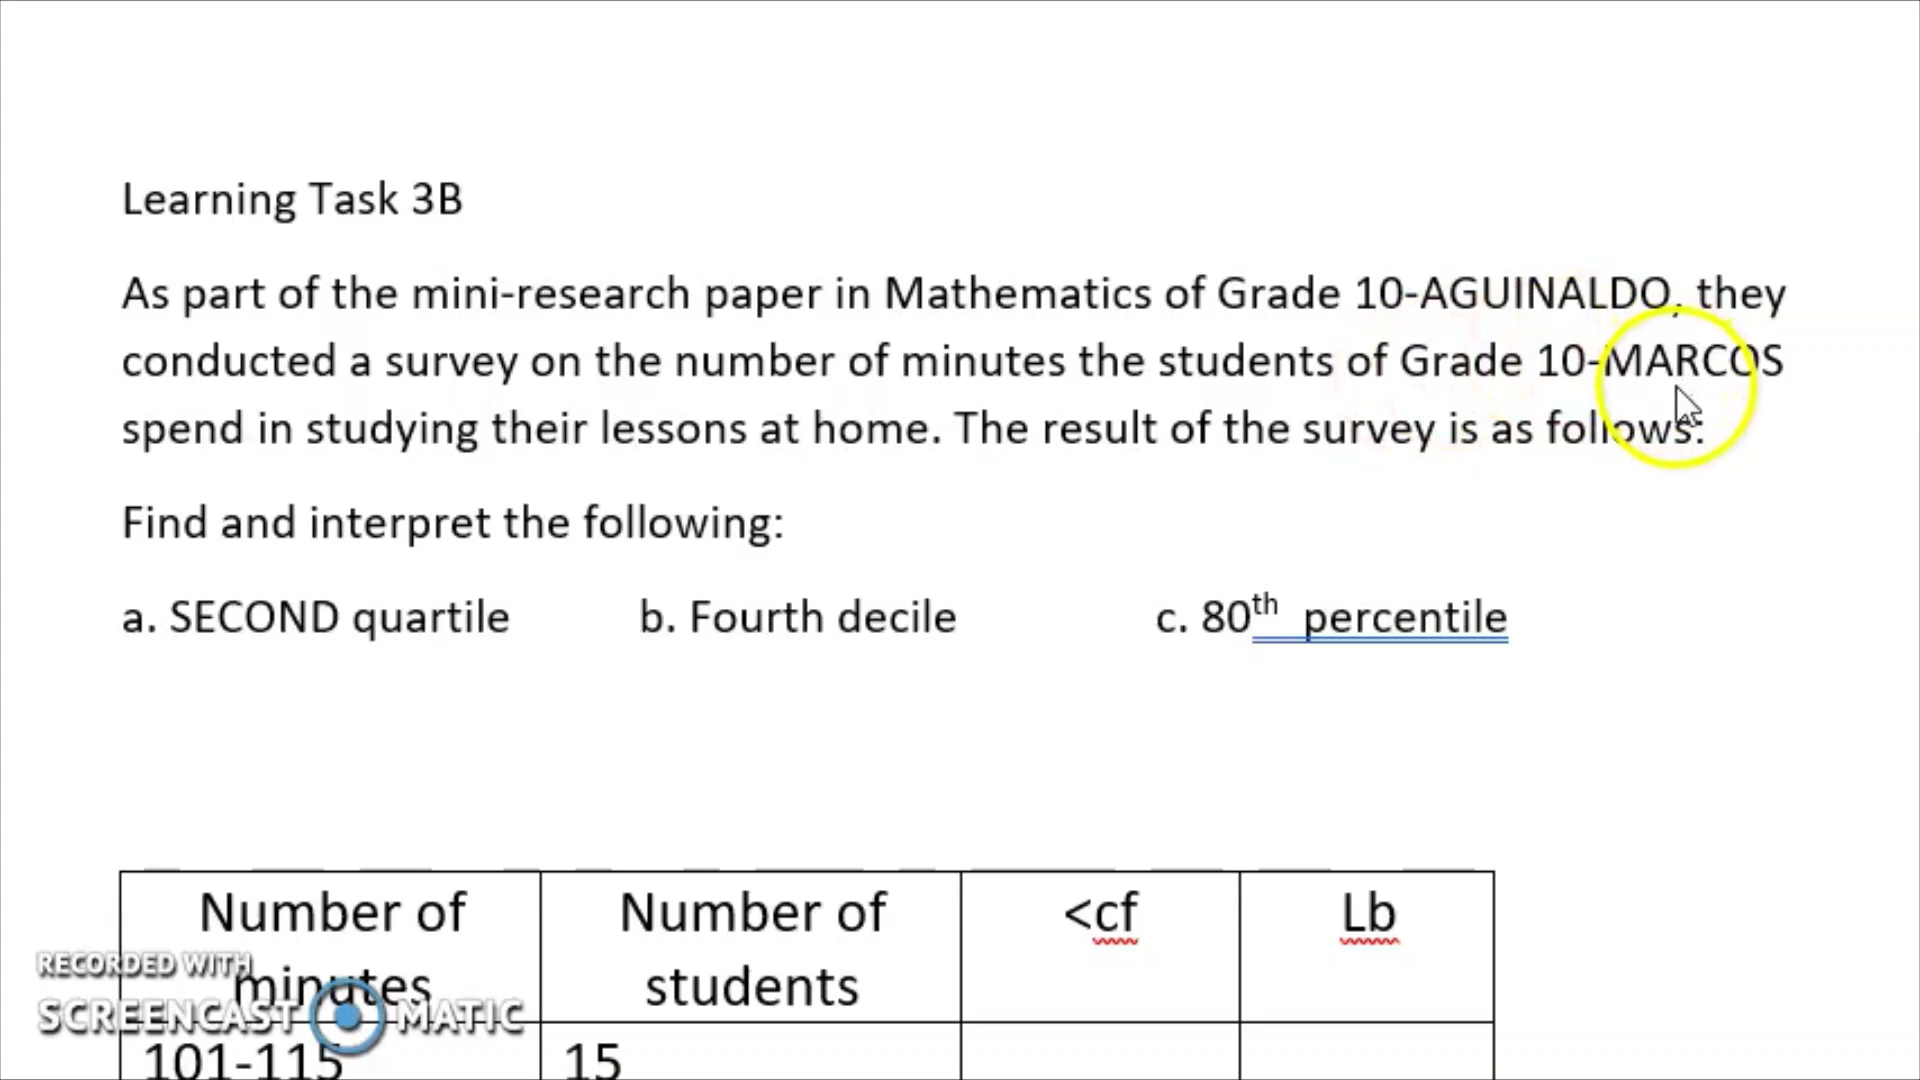 Learning Task 3B
As part of the mini-research paper in Mathematics of Grade 10-AGUINALDO, they
conducted a survey on the number of minutes the students of Grade 10-MARCOS
spend in studying their lessons at home. The result of the survey is as follows:
Find and interpret the following:
a. SECOND quartile b. Fourth decile c. 80th percentile
Number of minutes Number of students <cf Lb
101-115 15
RECORDED WITH
SCREENCAST MATIC